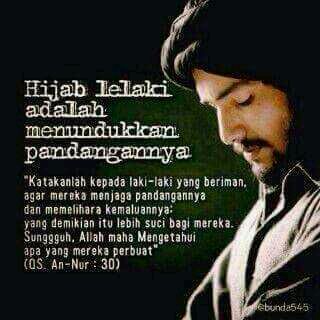 Hijab lelaki
adalah
menundukkan
pandangannya
"Katakanlah kepada laki-laki yang beriman,
agar mereka menjaga pandangannya
dan memelihara kemaluannya;
yang demikian itu lebih suci bagi mereka.
Sungggguh, Allah maha Mengetahui
apa yang mereka perbuat"
(QS. An-Nur : 30)
@bunda545